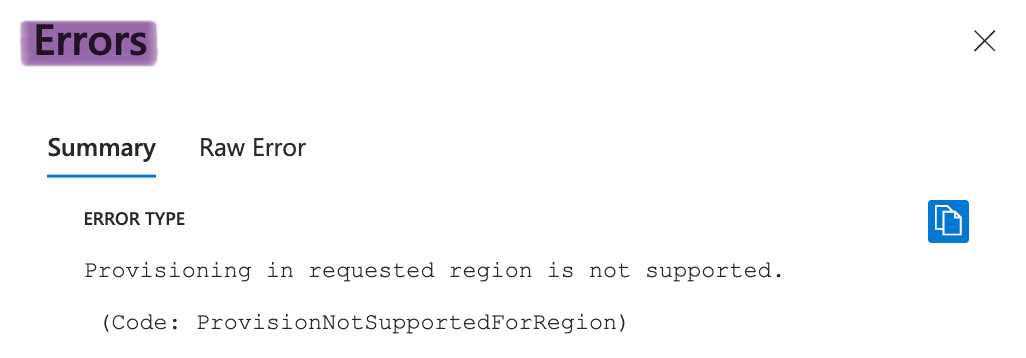 Errors
Summary Raw Error
ERROR TYPE
Provisioning in requested region is not supported.
(Code: ProvisionNotSupportedForRegion)